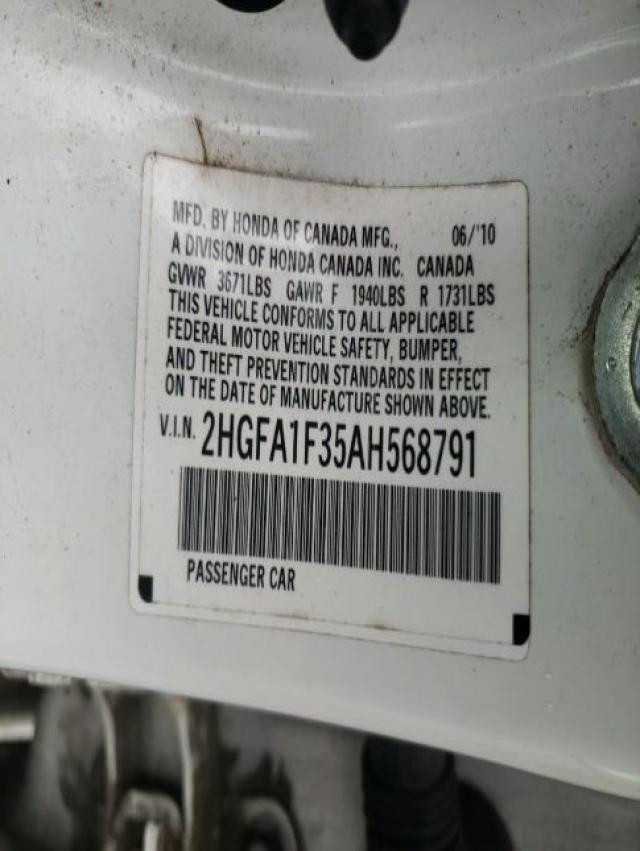 MFD. BY HONDA OF CANADA MFG., 06/'10
A DIVISION OF HONDA CANADA INC. CANADA
GVWR 3671LBS GAWR F 1940LBS R 1731LBS
THIS VEHICLE CONFORMS TO ALL APPLICABLE
FEDERAL MOTOR VEHICLE SAFETY, BUMPER,
AND THEFT PREVENTION STANDARDS IN EFFECT
ON THE DATE OF MANUFACTURE SHOWN ABOVE.
V.I.N. 2HGFA1F35AH568791
PASSENGER CAR